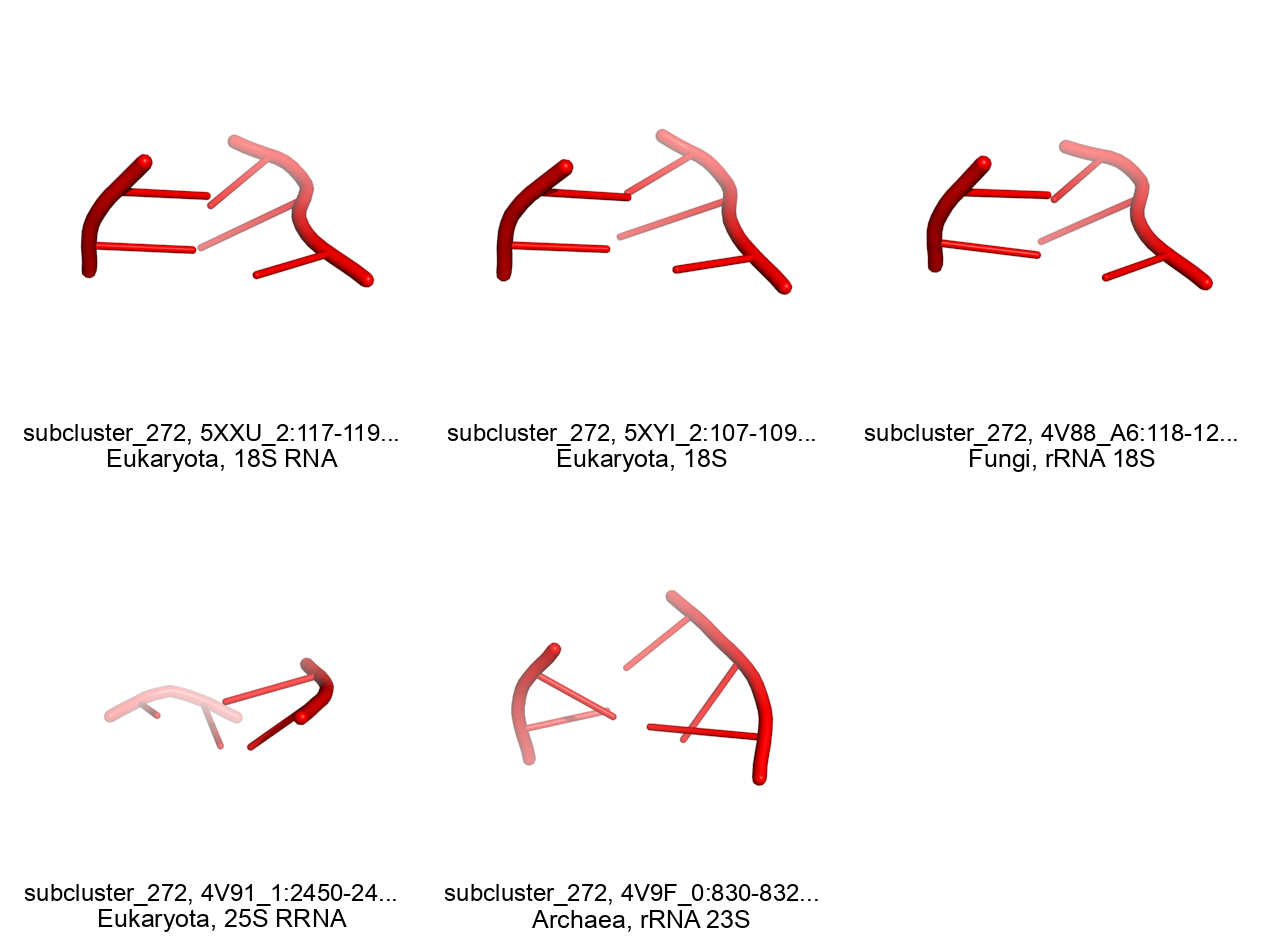 subcluster_272, 5XXU_2:117-119...
Eukaryota, 18S RNA
subcluster_272, 5XYI_2:107-109...
Eukaryota, 18S
subcluster_272, 4V88_A6:118-12...
Fungi, rRNA 18S
subcluster_272, 4V91_1:2450-24...
Eukaryota, 25S RRNA
subcluster_272, 4V9F_0:830-832...
Archaea, rRNA 23S